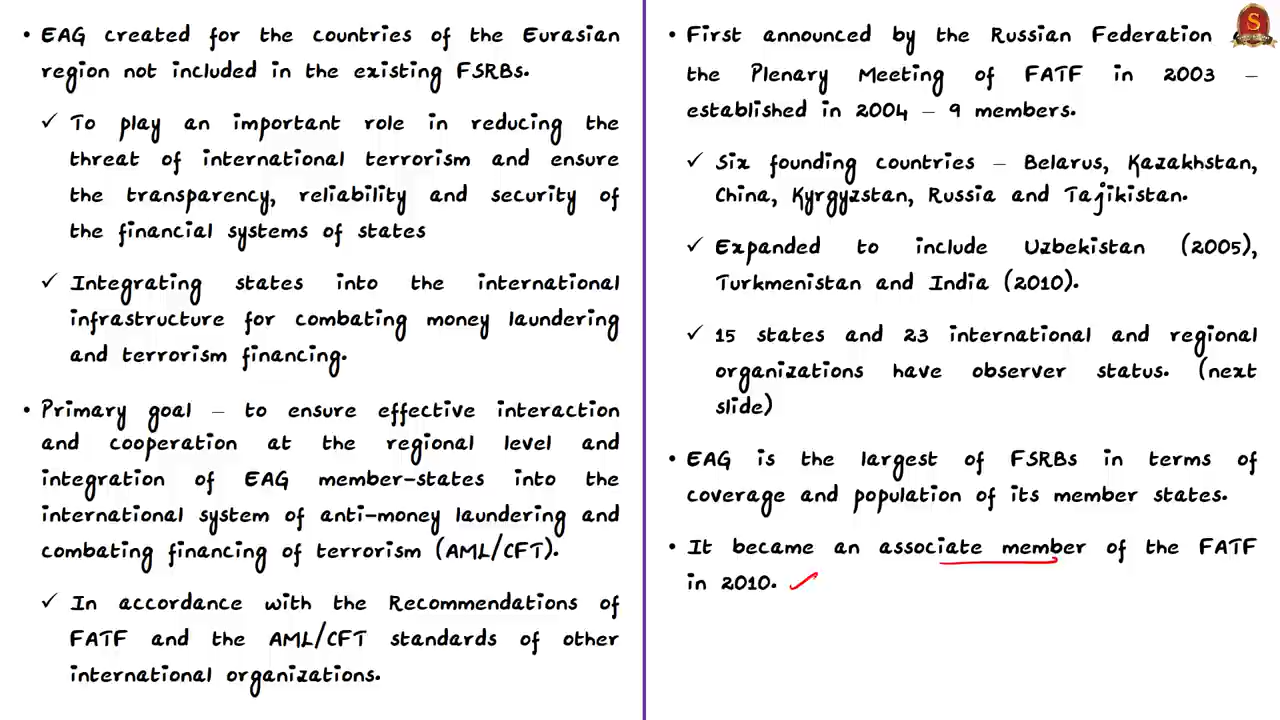 • EAG created for the countries of the Eurasian
region not included in the existing FSRBs.
✓ To play an important role in reducing the
threat of international terrorism and ensure
the transparency, reliability and security of
the financial systems of states
✓ Integrating states into the international
infrastructure for combating money laundering
and terrorism financing.
• Primary goal – to ensure effective interaction
and cooperation at the regional level and
integration of EAG member-states into the
international system of anti-money laundering and
combating financing of terrorism (AML/CFT).
✓ In accordance with the Recommendations of
FATF and the AML/CFT standards of other
international organizations.
• First announced by the Russian Federation
the Plenary Meeting of FATF in 2003 –
established in 2004 – 9 members.
✓ Six founding countries – Belarus, Kazakhstan,
China, Kyrgyzstan, Russia and Tajikistan.
✓ Expanded to include Uzbekistan (2005),
Turkmenistan and India (2010).
✓ 15 states and 23 international and regional
organizations have observer status. (next
slide)
• EAG is the largest of FSRBs in terms of
coverage and population of its member states.
• It became an associate member of the FATF
in 2010.
S